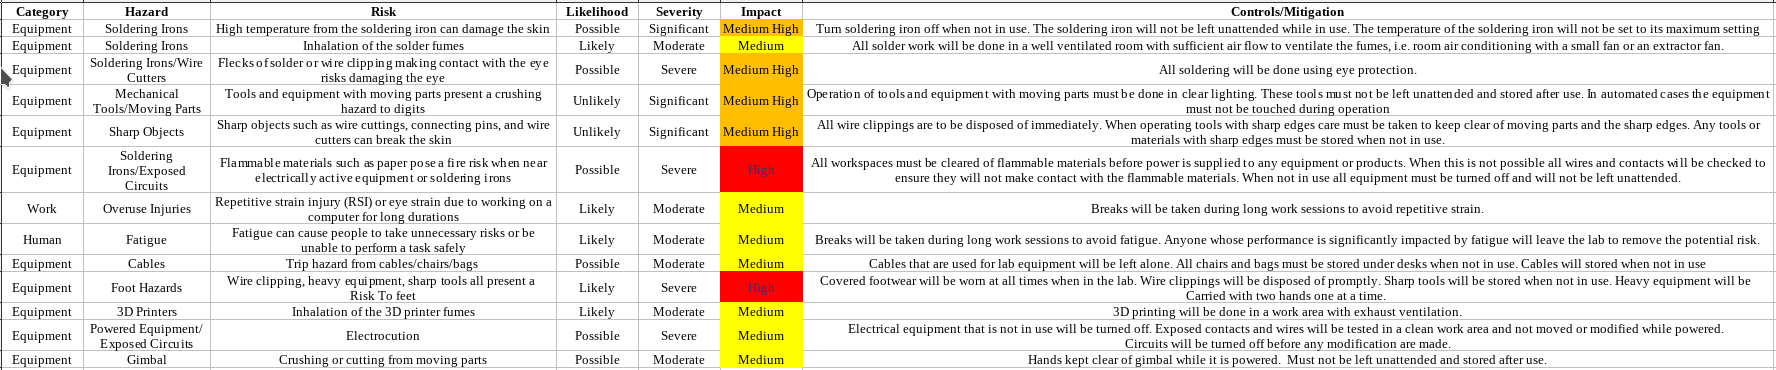 Category Hazard Risk Likelihood Severity Impact Controls/Mitigation
Equipment Soldering Irons High temperature from the soldering iron can damage the skin Possible Significant Medium High Turn soldering iron off when not in use. The soldering iron will not be left unattended while in use. The temperature of the soldering iron will not be set to its maximum setting
Equipment Soldering Irons Inhalation of the solder fumes Likely Moderate Medium All solder work will be done in a well ventilated room with sufficient air flow to ventilate the fumes, i.e. room air conditioning with a small fan or an extractor fan.
Equipment
Soldering Irons/Wire
Cutters
Flecks of solder or wire clipping making contact with the eye
risks damaging the eye
Possible Severe Medium High All soldering will be done using eye protection.
Equipment
Mechanical
Tools/Moving Parts
Tools and equipment with moving parts present a crushing
hazard to digits
Unlikely Significant Medium High
Operation of tools and equipment with moving parts must be done in clear lighting. These tools must not be left unattended and stored after use. In automated cases the equipment
must not be touched during operation
Equipment Sharp Objects
Sharp objects such as wire cuttings, connecting pins, and wire
cutters can break the skin
Unlikely Significant Medium High
All wire clippings are to be disposed of immediately. When operating tools with sharp edges care must be taken to keep clear of moving parts and the sharp edges. Any tools or
materials with sharp edges must be stored when not in use.
Equipment
Soldering
Irons/Exposed
Circuits
Flammable materials such as paper pose a fire risk when near
electrically active equipment or soldering irons
Possible Severe High
All workspaces must be cleared of flammable materials before power is supplied to any equipment or products. When this is not possible all wires and contacts will be checked to
ensure they will not make contact with the flammable materials. When not in use all equipment must be turned off and will not be left unattended.
Work Overuse Injuries
Repetitive strain injury (RSI) or eye strain due to working on a
computer for long durations
Likely Moderate Medium Breaks will be taken during long work sessions to avoid repetitive strain.
Human Fatigue
Fatigue can cause people to take unnecessary risks or be
unable to perform a task safely
Likely Moderate Medium Breaks will be taken during long work sessions to avoid fatigue. Anyone whose performance is significantly impacted by fatigue will leave the lab to remove the potential risk.
Equipment Cables Trip hazard from cables/chairs/bags Possible Moderate Medium Cables that are used for lab equipment will be left alone. All chairs and bags must be stored under desks when not in use. Cables will stored when not in use
Equipment Foot Hazards
Wire clipping, heavy equipment, sharp tools all present a
Risk To feet
Likely Severe High
Covered footwear will be worn at all times when in the lab. Wire clippings will be disposed of promptly. Sharp tools will be stored when not in use. Heavy equipment will be
Carried with two hands one at a time.
Equipment 3D Printers Inhalation of the 3D printer fumes Likely Moderate Medium 3D printing will be done in a work area with exhaust ventilation.
Equipment
Powered Equipment/
Exposed Circuits
Electrocution Possible Severe Medium
Electrical equipment that is not in use will be turned off. Exposed contacts and wires will be tested in a clean work area and not moved or modified while powered.
Circuits will be turned off before any modification are made.
Equipment Gimbal Crushing or cutting from moving parts Possible Moderate Medium Hands kept clear of gimbal while it is powered. Must not be left unattended and stored after use.